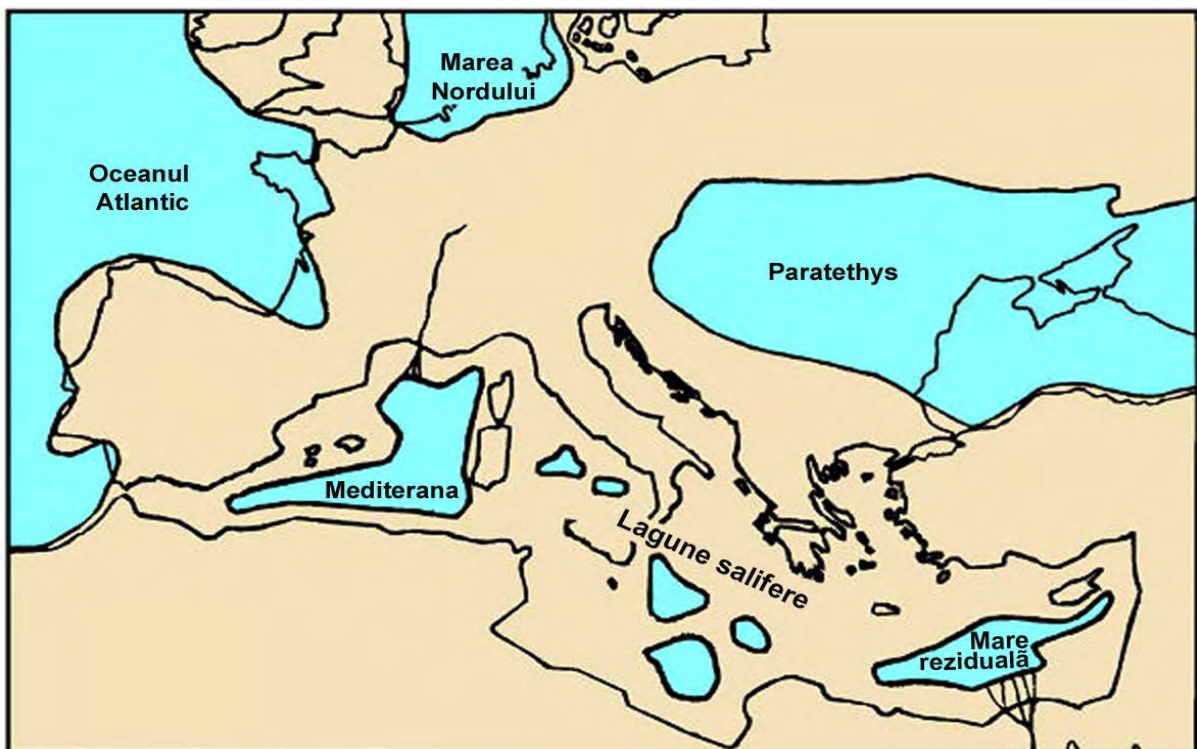 Marea
Nordului
Oceanul
Atlantic
Paratethys
Mediterana
Lagune salifere
Mare
reziduală